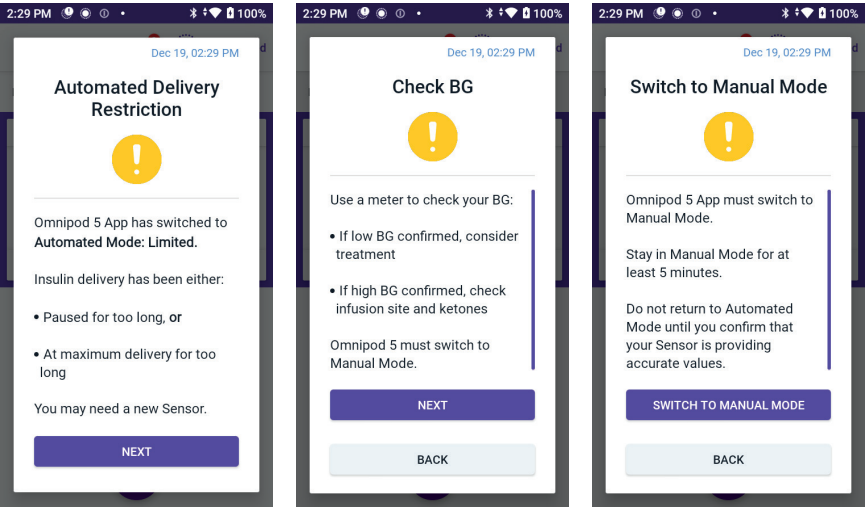 2:29 PM
100%
Dec 19, 02:29 PM
Automated Delivery
Restriction
Omnipod 5 App has switched to
Automated Mode: Limited.
Insulin delivery has been either:
• Paused for too long, or
• At maximum delivery for too
long
You may need a new Sensor.
NEXT
2:29 PM
100%
Dec 19, 02:29 PM
Check BG
Use a meter to check your BG:
• If low BG confirmed, consider
treatment
• If high BG confirmed, check
infusion site and ketones
Omnipod 5 must switch to
Manual Mode.
NEXT
BACK
2:29 PM
100%
Dec 19, 02:29 PM
Switch to Manual Mode
Omnipod 5 App must switch to
Manual Mode.
Stay in Manual Mode for at
least 5 minutes.
Do not return to Automated
Mode until you confirm that
your Sensor is providing
accurate values.
SWITCH TO MANUAL MODE
BACK